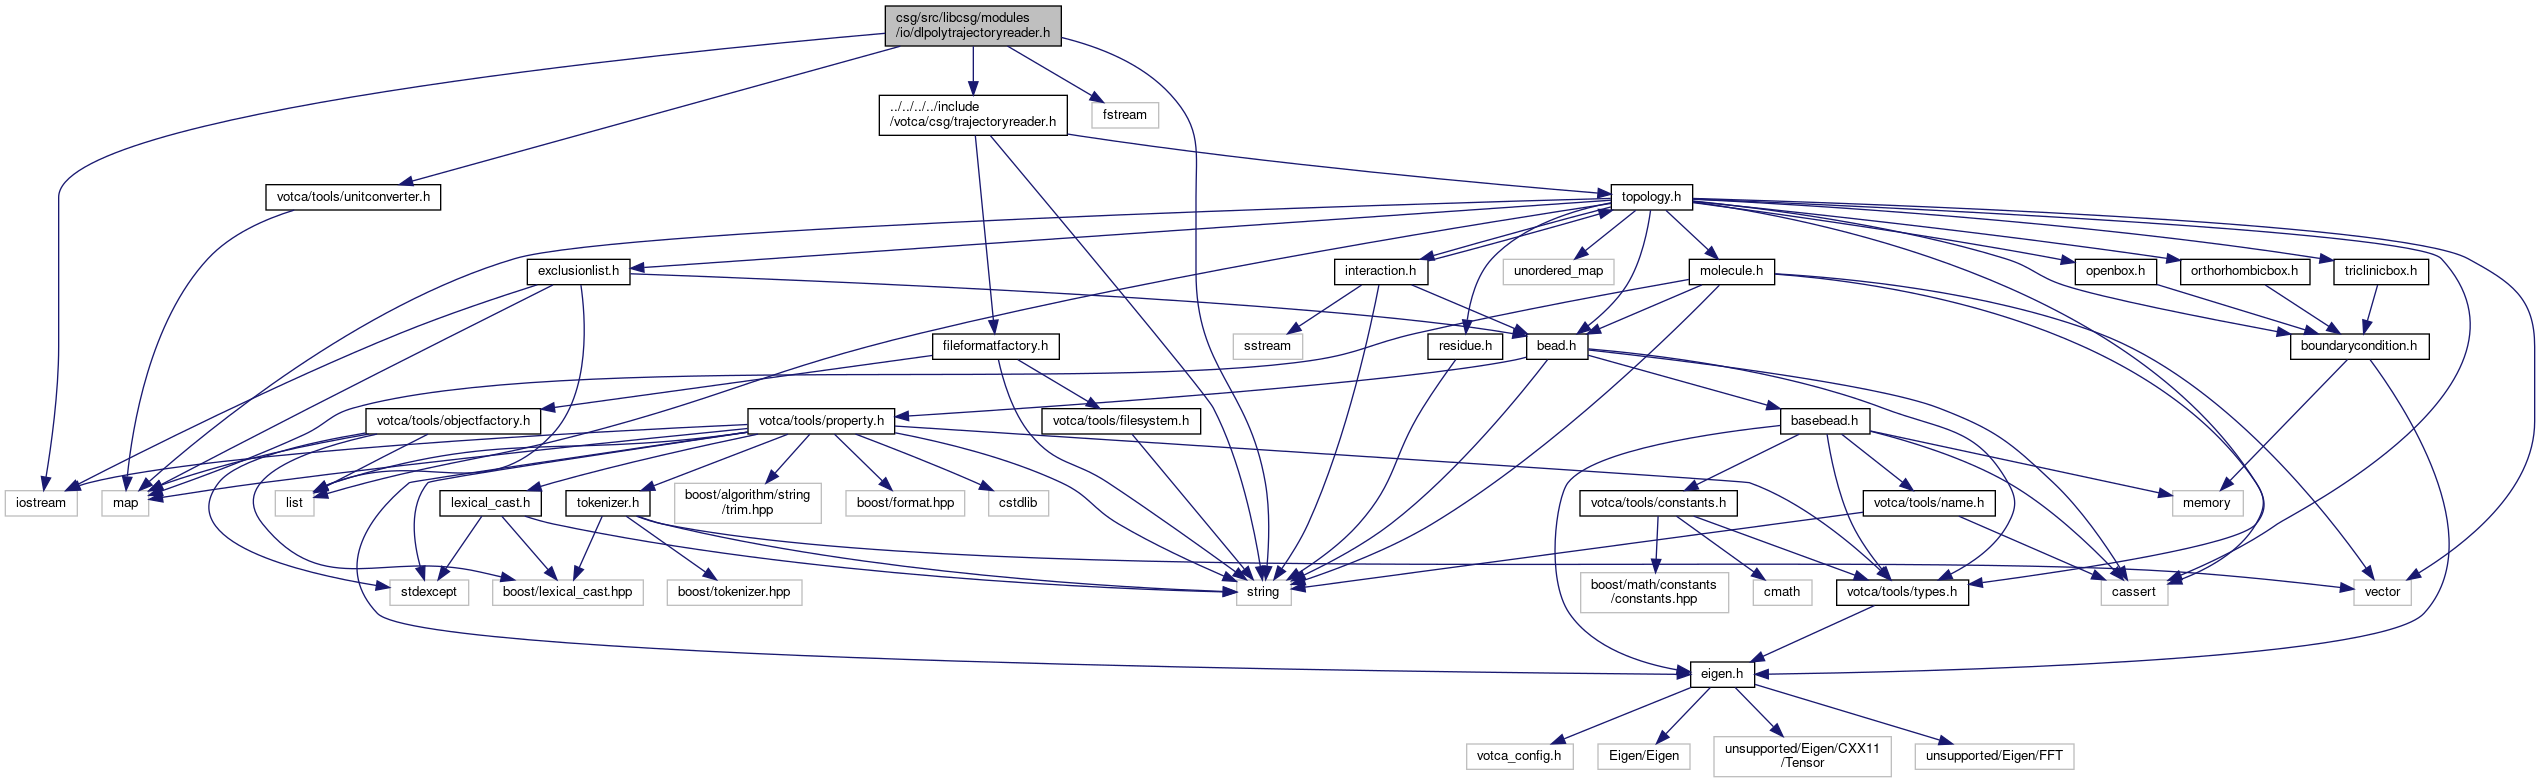 csg/src/libcsg/modules
/io/dlpolytrajectoryreader.h
../../../../include
/votca/csg/trajectoryreader.h
fstream
votca/tools/unitconverter.h
topology.h
exclusionlist.h
interaction.h
unordered_map
molecule.h
openbox.h
orthorhombicbox.h
triclinicbox.h
fileformatfactory.h
sstream
residue.h
bead.h
boundarycondition.h
votca/tools/objectfactory.h
votca/tools/property.h
votca/tools/filesystem.h
basebead.h
iostream
map
list
lexical_cast.h
tokenizer.h
boost/algorithm/string
/trim.hpp
boost/format.hpp
cstdlib
votca/tools/constants.h
votca/tools/name.h
memory
stdexcept
boost/lexical_cast.hpp
boost/tokenizer.hpp
string
boost/math/constants
/constants.hpp
cmath
votca/tools/types.h
cassert
vector
eigen.h
votca_config.h
Eigen/Eigen
unsupported/Eigen/CXX11
/Tensor
unsupported/Eigen/FFT